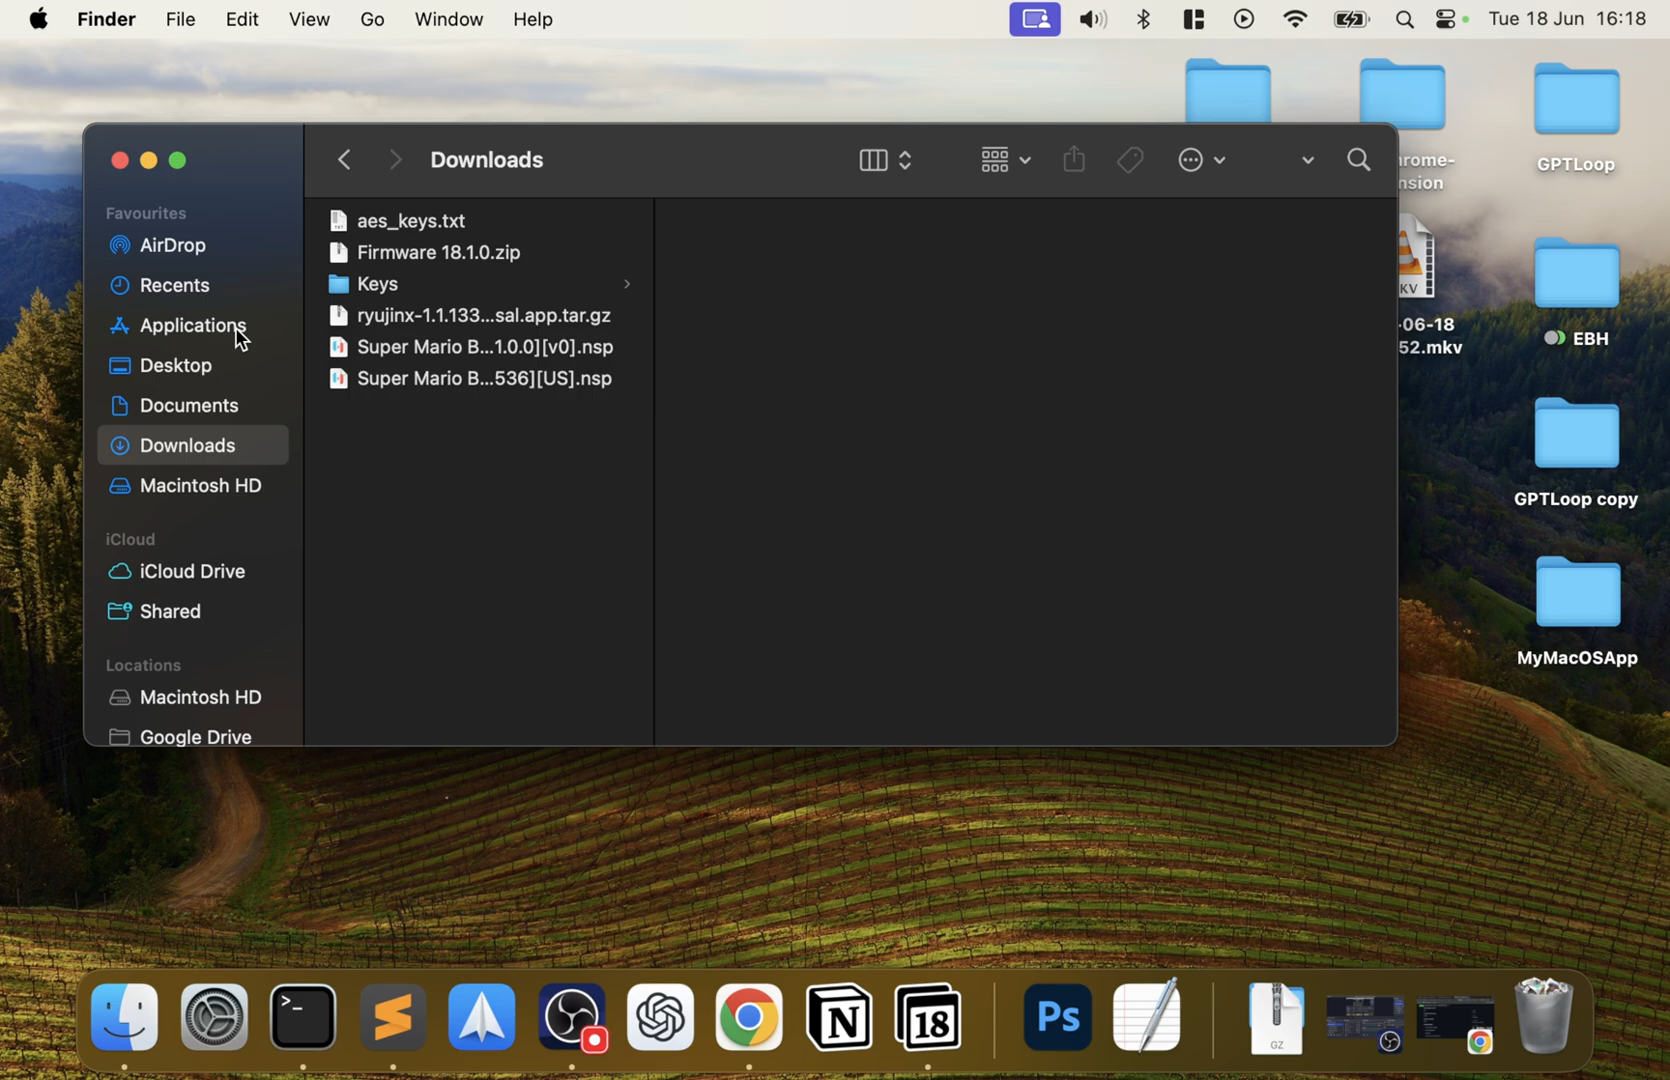 Finder File Edit View Go Window Help Tue 18 Jun 16:18
Downloads
Favourites
AirDrop
Recents
Applications
Desktop
Documents
Downloads
Macintosh HD
iCloud
iCloud Drive
Shared
Locations
Macintosh HD
Google Drive
aes_keys.txt
Firmware 18.1.0.zip
Keys
ryujinx-1.1.133...sal.app.tar.gz
Super Mario B...1.0.0][v0].nsp
Super Mario B...536][US].nsp
hrome-
nsion
KV
-06-18
52.mkv
GPTLoop
EBH
GPTLoop copy
MyMacOSApp
>_
N
18
Ps
GZ